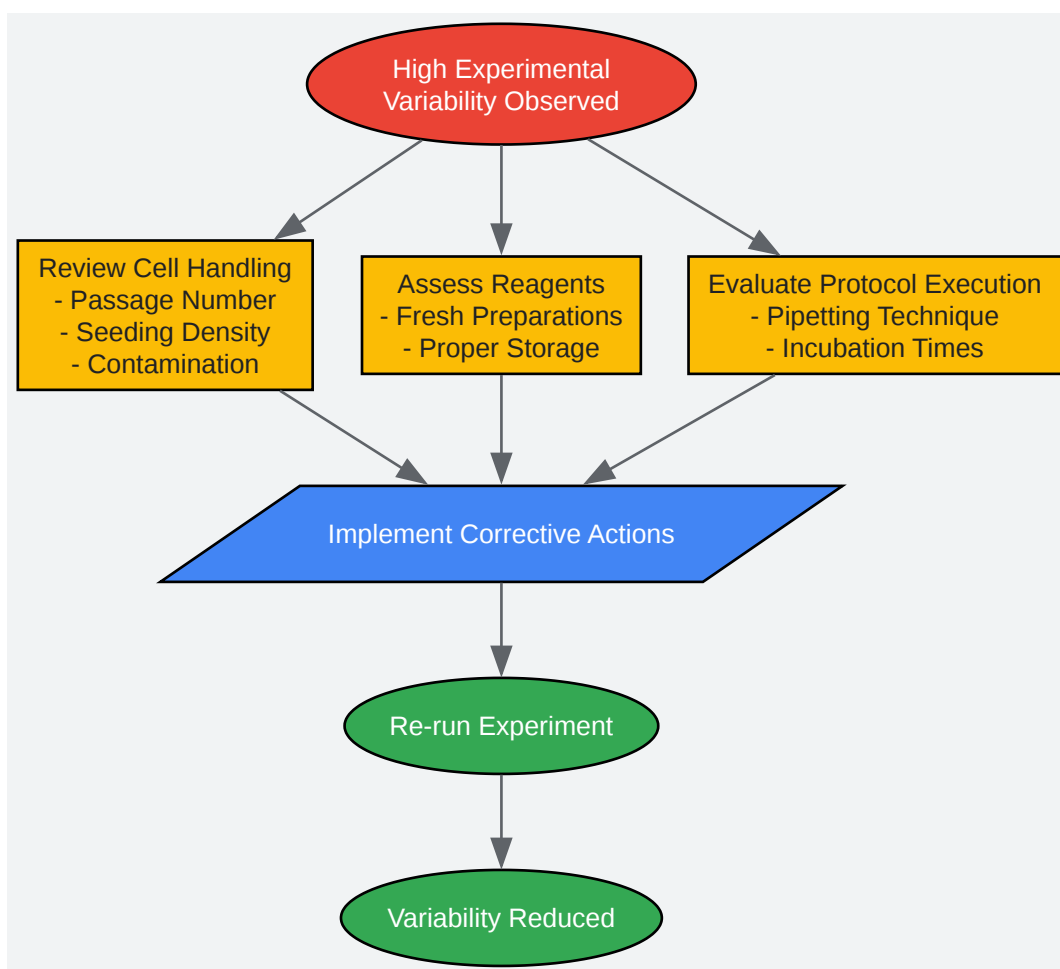 High Experimental
Variability Observed
Review Cell Handling
- Passage Number
- Seeding Density
- Contamination
Assess Reagents
- Fresh Preparations
- Proper Storage
Evaluate Protocol Execution
- Pipetting Technique
- Incubation Times
Implement Corrective Actions
Re-run Experiment
Variability Reduced